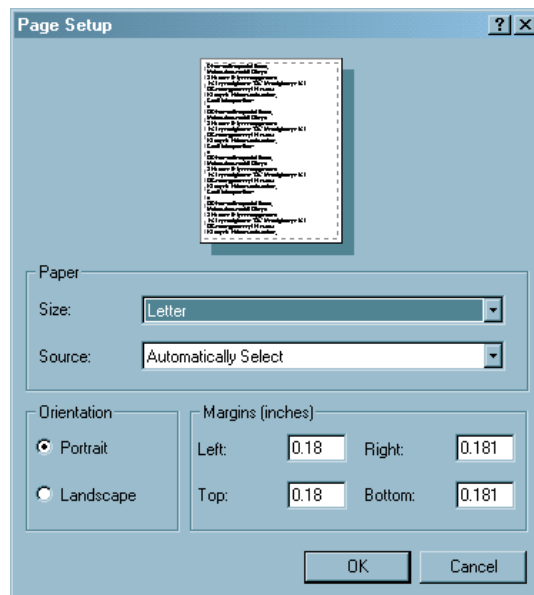 Page Setup
Paper
Size: Letter
Source: Automatically Select
Orientation
Portrait
Landscape
Margins (inches)
Left: 0.18 Right: 0.181
Top: 0.18 Bottom: 0.181
OK Cancel